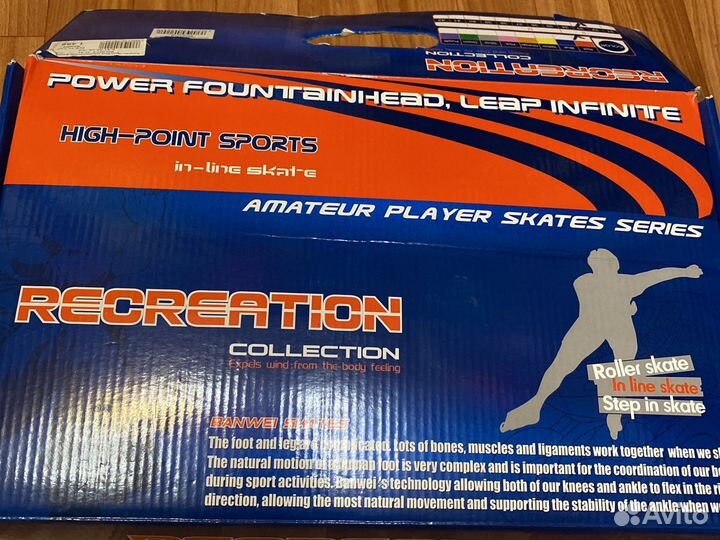 RECREATION
COLLECTION
POWER FOUNTAINHEAD, LEAP INFINITE
HIGH-POINT SPORTS
in-line skate
AMATEUR PLAYER SKATES SERIES
RECREATION
COLLECTION
Expels wind from the body feeling
Roller skate
In line skate
Step in skate
BANWEI SKATES
The foot and leg are complicated. Lots of bones, muscles and ligaments work together when we
The natural motion of human foot is very complex and is important for the coordination of our
during sport activities. Banwei's technology allowing both of our knees and ankle to flex in the
direction, allowing the most natural movement and supporting the stability of the ankle when
Avito